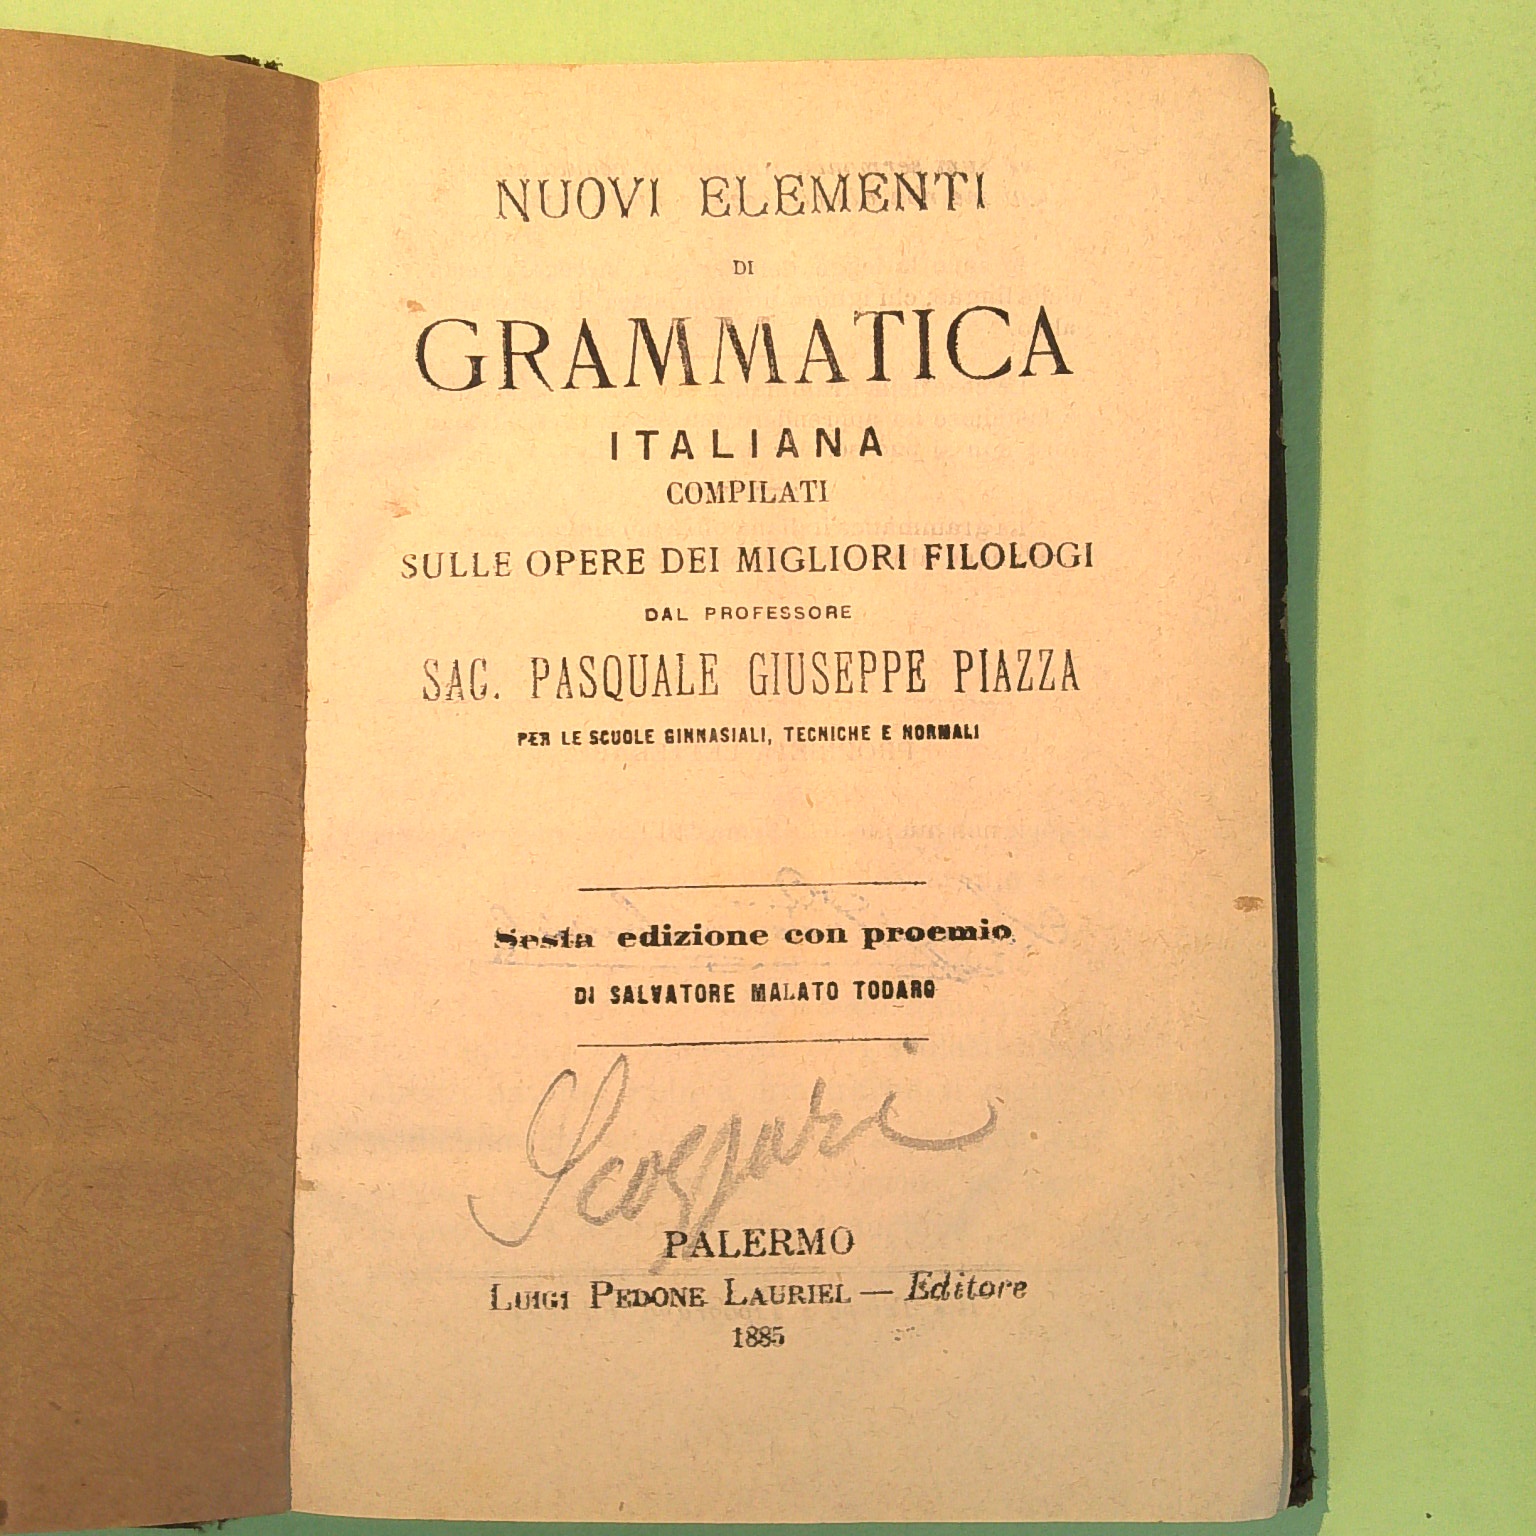 NUOVI ELEMENTI
DI
GRAMMATICA
ITALIANA
COMPILATI
SULLE OPERE DEI MIGLIORI FILOLOGI
DAL PROFESSORE
SAC. PASQUALE GIUSEPPE PIAZZA
PER LE SCUOLE GINNASIALI, TECNICHE E NORMALI
Sesta edizione con proemio
DI SALVATORE MALATO TODARO
PALERMO
LUIGI PEDONE LAURIEL — Editore
1885